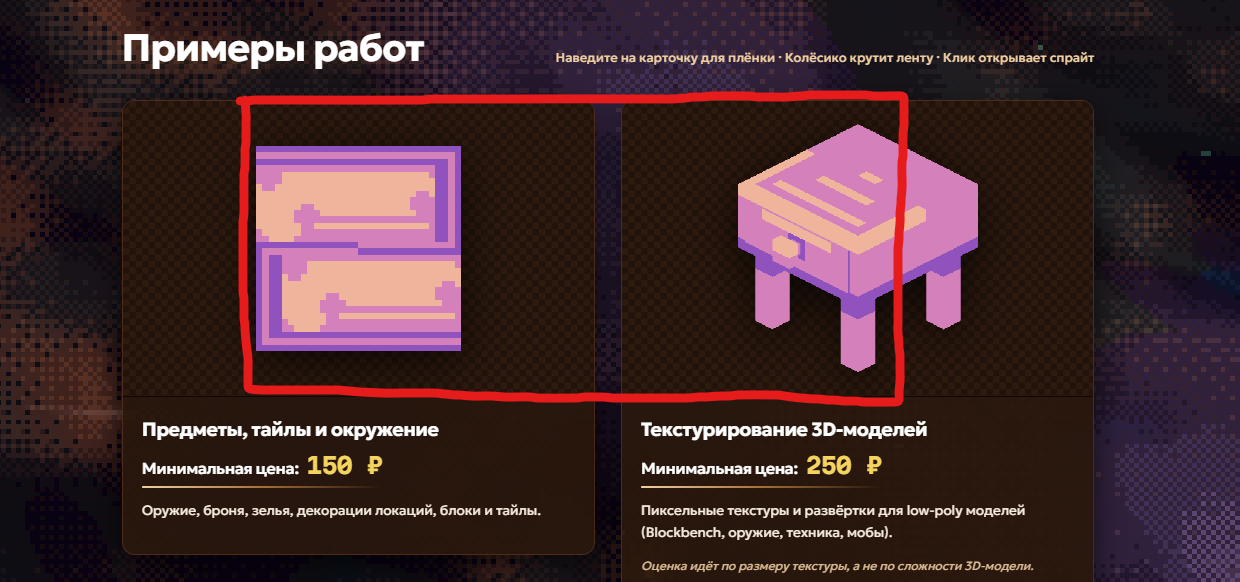 Примеры работ
Наведите на карточку для плёнки · Колёсико крутит ленту · Клик открывает спрайт
Предметы, тайлы и окружение
Минимальная цена: 150 ₽
Оружие, броня, зелья, декорации локаций, блоки и тайлы.
Текстурирование 3D-моделей
Минимальная цена: 250 ₽
Пиксельные текстуры и развёртки для low-poly моделей
(Blockbench, оружие, техника, мобы).
Оценка идёт по размеру текстуры, а не по сложности 3D-модели.